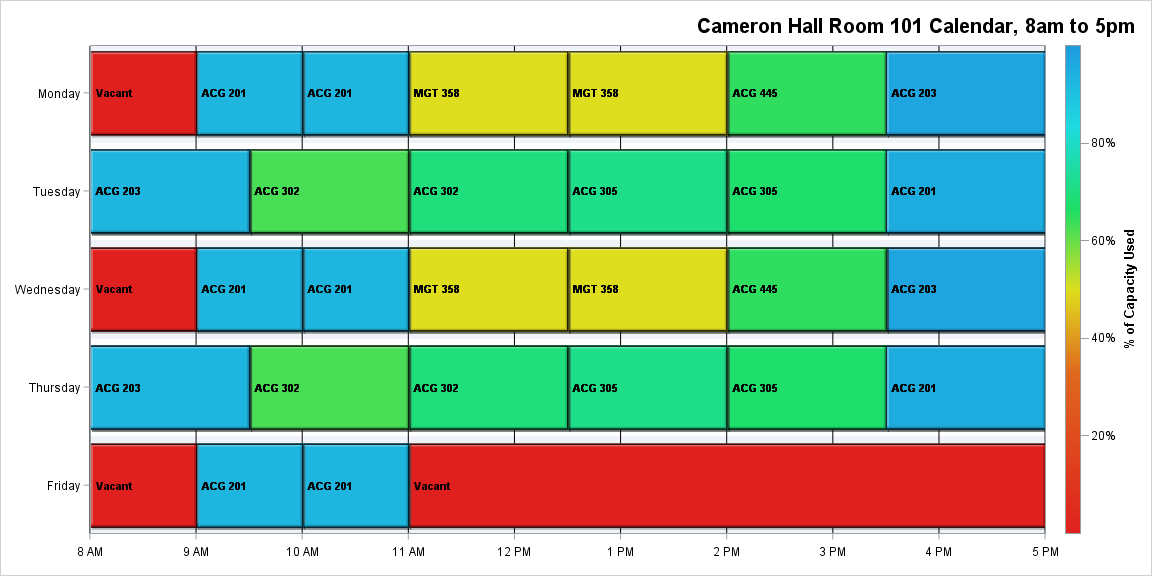 Cameron Hall Room 101 Calendar, 8am to 5pm
Monday
Vacant
ACG 201
ACG 201
MGT 358
MGT 358
ACG 445
ACG 203
Tuesday
ACG 203
ACG 302
ACG 302
ACG 305
ACG 305
ACG 201
Wednesday
Vacant
ACG 201
ACG 201
MGT 358
MGT 358
ACG 445
ACG 203
Thursday
ACG 203
ACG 302
ACG 302
ACG 305
ACG 305
ACG 201
Friday
Vacant
ACG 201
ACG 201
Vacant
8 AM
9 AM
10 AM
11 AM
12 PM
1 PM
2 PM
3 PM
4 PM
5 PM
80%
60%
40%
20%
% of Capacity Used